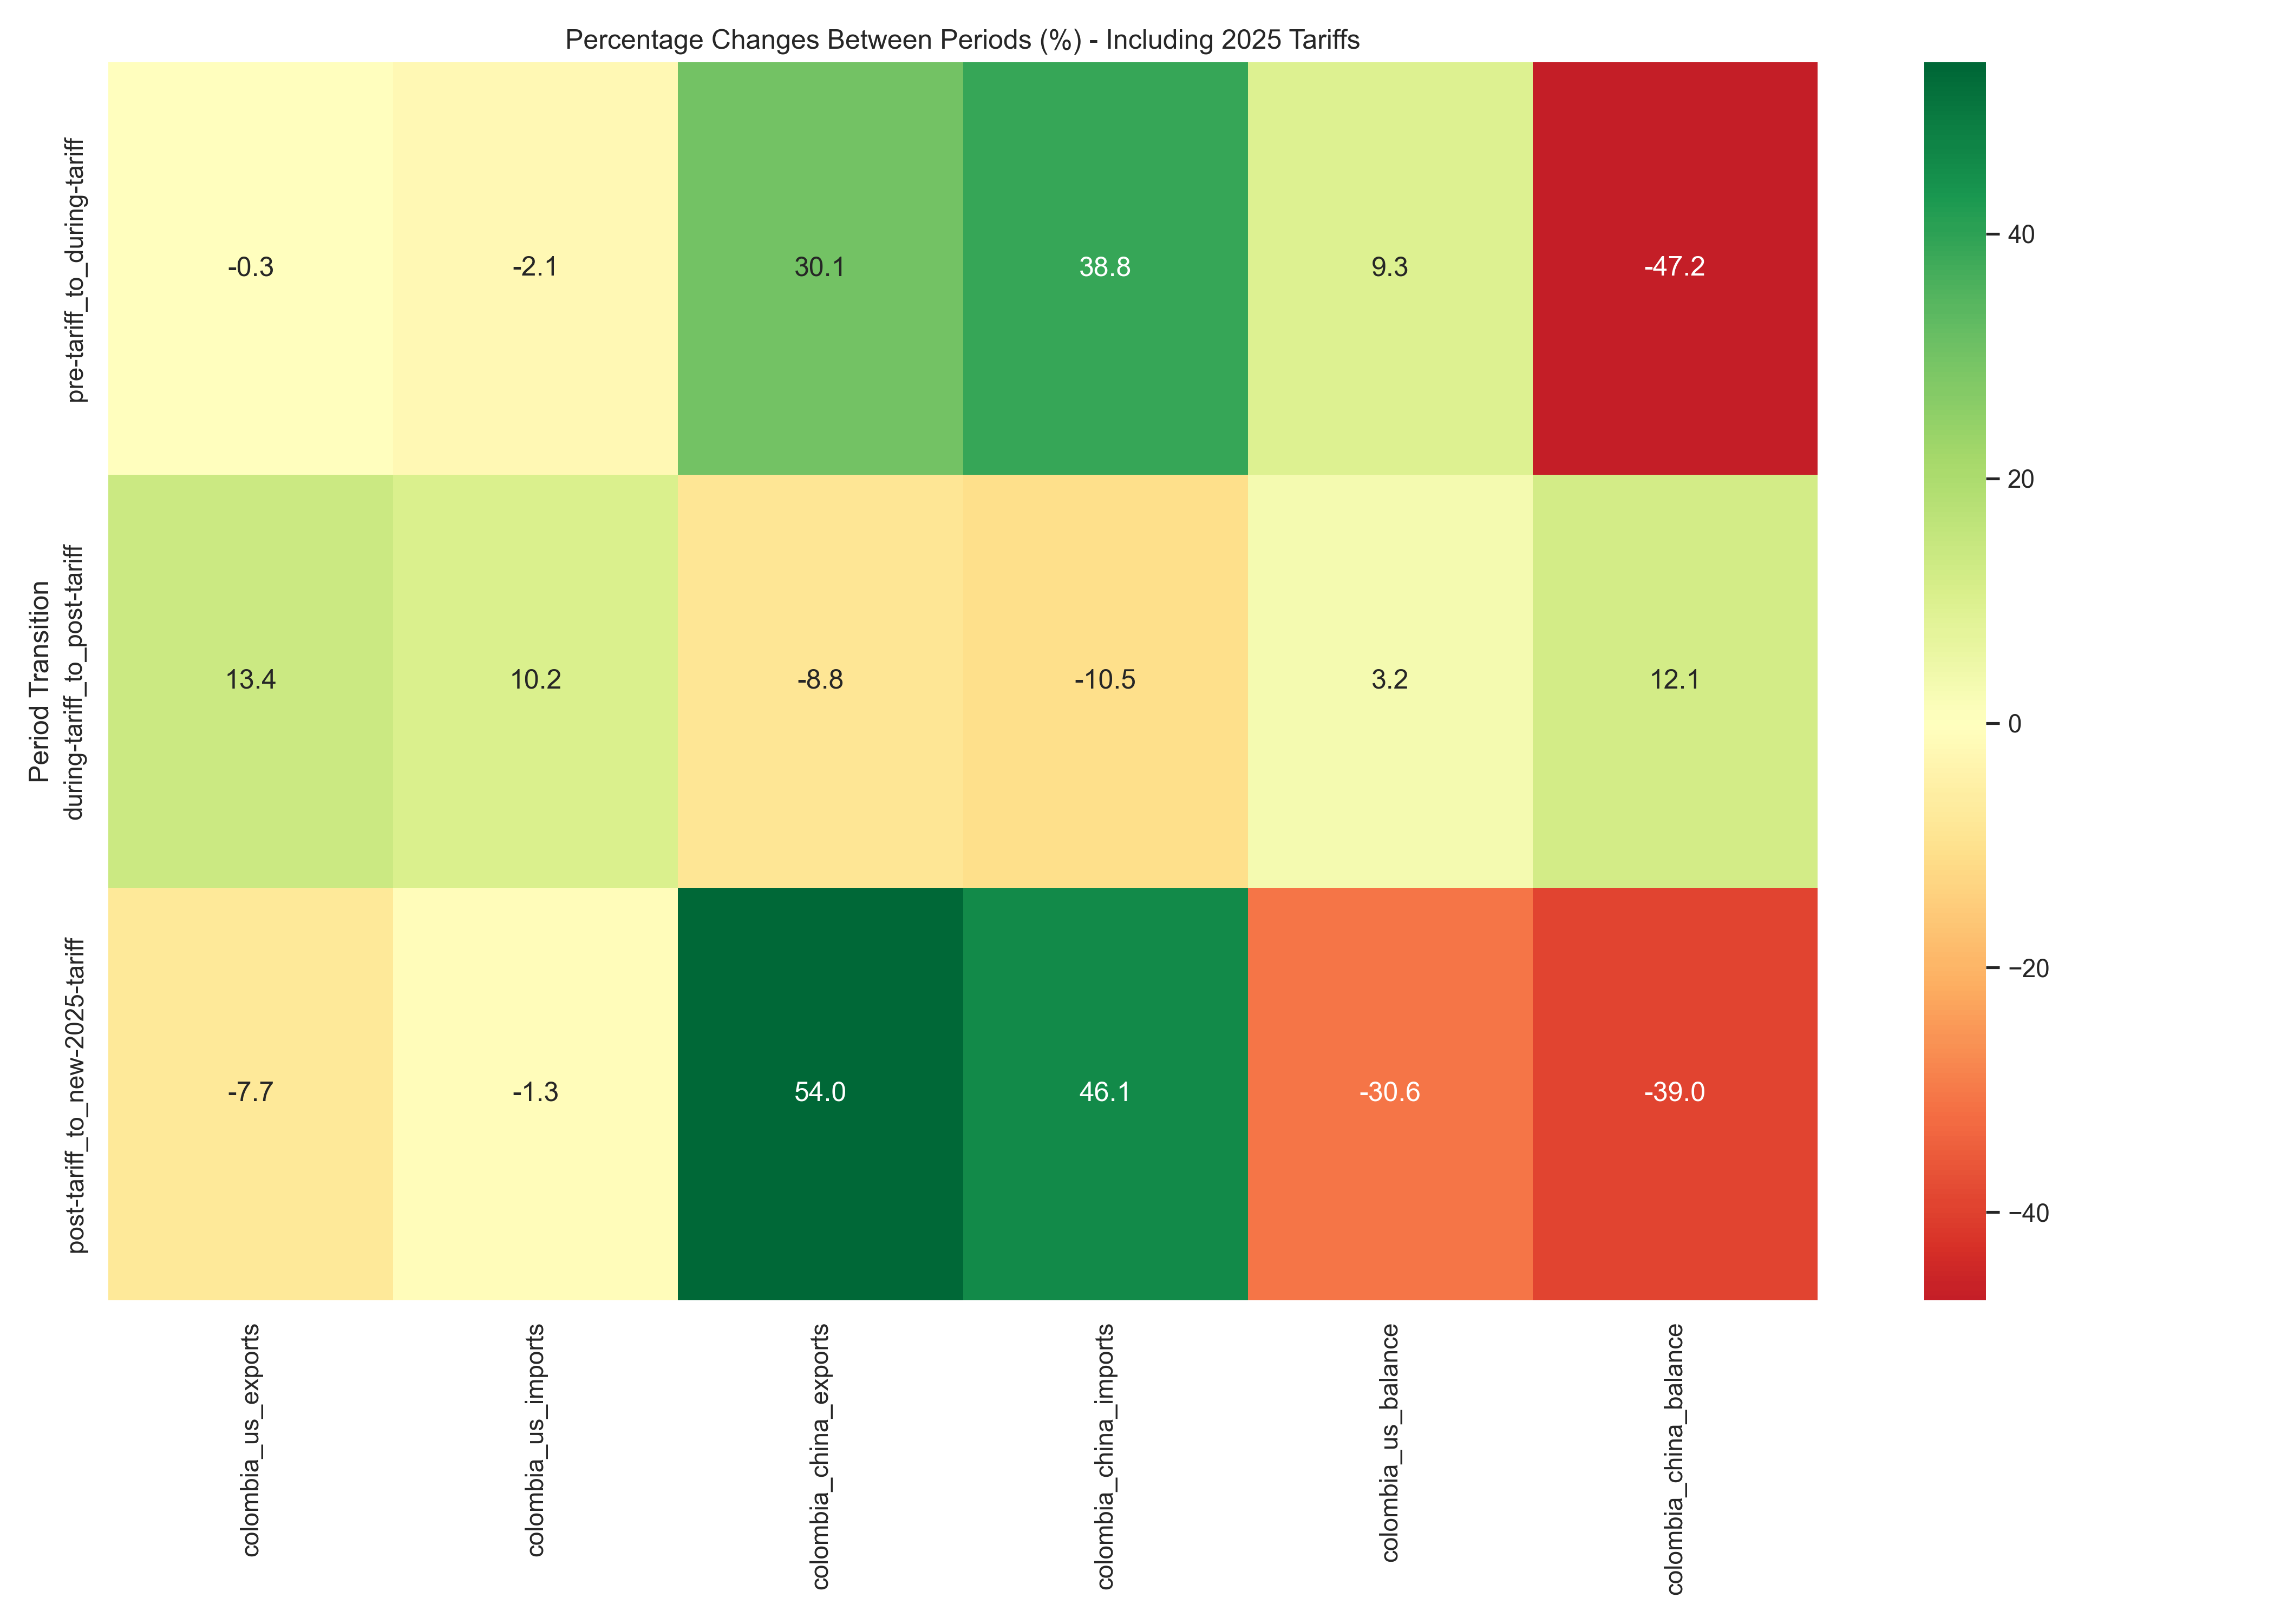 Percentage Changes Between Periods (%) - Including 2025 Tariffs
Period Transition
pre-tariff_to_during-tariff
-0.3 -2.1 30.1 38.8 9.3 -47.2
during-tariff_to_post-tariff
13.4 10.2 -8.8 -10.5 3.2 12.1
post-tariff_to_new-2025-tariff
-7.7 -1.3 54.0 46.1 -30.6 -39.0
colombia_us_exports
colombia_us_imports
colombia_china_exports
colombia_china_imports
colombia_us_balance
colombia_china_balance
40
20
0
−20
−40